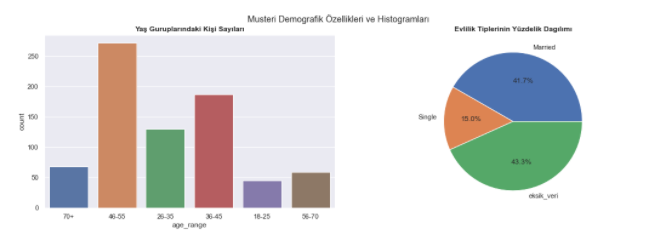 Musteri Demografik Özellikleri ve Histogramları
Yaş Guruplarındaki Kişi Sayıları
250
200
150
100
50
0
count
70+ 46-55 26-35 36-45 18-25 56-70
age_range
Evlilik Tiplerinin Yüzdelik Dagılımı
Married
41.7%
Single
15.0%
43.3%
eksik_veri